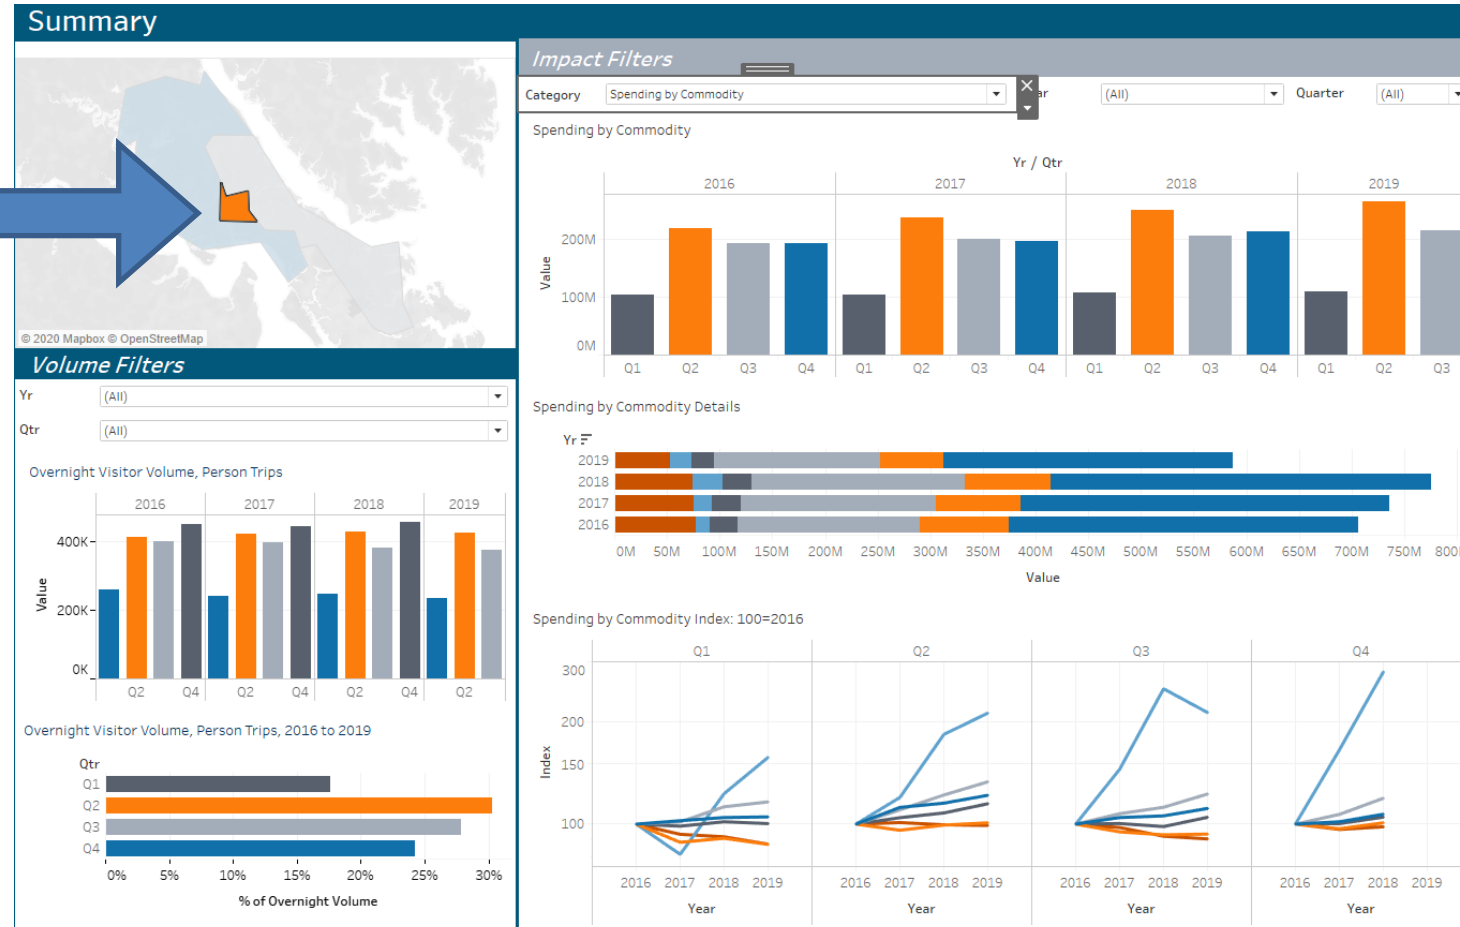 Summary
© 2020 Mapbox © OpenStreetMap
Volume Filters
Yr (All)
Qtr (All)
Overnight Visitor Volume, Person Trips
2016 2017 2018 2019
400K
200K
0K
Value
Q2 Q4 Q2 Q4 Q2 Q4 Q2
Overnight Visitor Volume, Person Trips, 2016 to 2019
Qtr
Q1
Q2
Q3
Q4
0% 5% 10% 15% 20% 25% 30%
% of Overnight Volume
Impact Filters
Category Spending by Commodity ar (All) Quarter (All)
Spending by Commodity
Yr / Qtr
2016 2017 2018 2019
200M
100M
0M
Value
Q1 Q2 Q3 Q4 Q1 Q2 Q3 Q4 Q1 Q2 Q3 Q4 Q1 Q2 Q3
Spending by Commodity Details
Yr
2019
2018
2017
2016
0M 50M 100M 150M 200M 250M 300M 350M 400M 450M 500M 550M 600M 650M 700M 750M 800
Value
Spending by Commodity Index: 100=2016
Q1 Q2 Q3 Q4
300
200
150
100
Index
2016 2017 2018 2019 2016 2017 2018 2019 2016 2017 2018 2019 2016 2017 2018 2019
Year Year Year Year